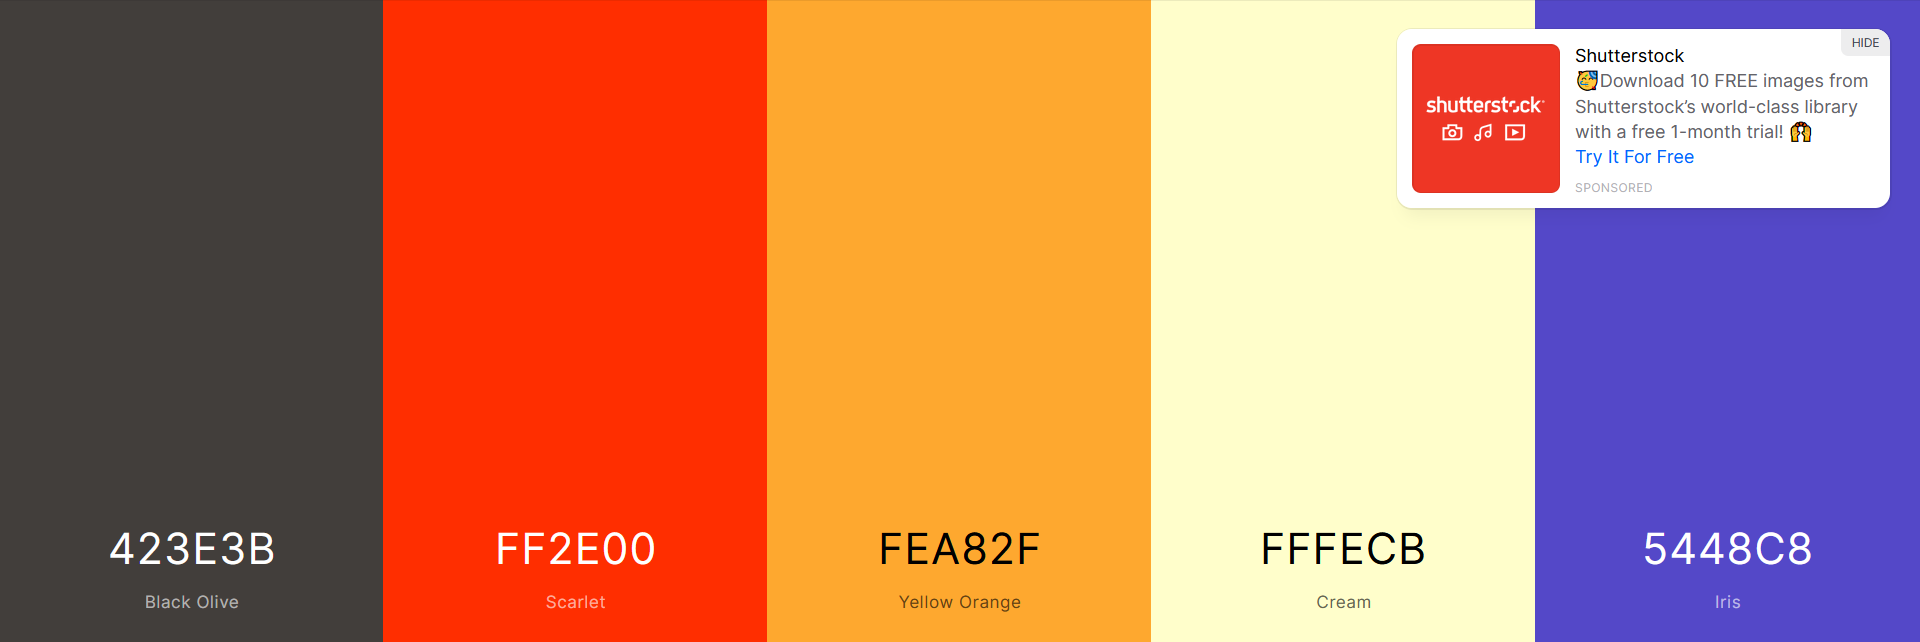 HIDE
Shutterstock
🥳Download 10 FREE images from
Shutterstock’s world-class library
with a free 1-month trial! 🙌
Try It For Free
SPONSORED
shutterstock
423E3B
Black Olive
FF2E00
Scarlet
FEA82F
Yellow Orange
FFFECB
Cream
5448C8
Iris